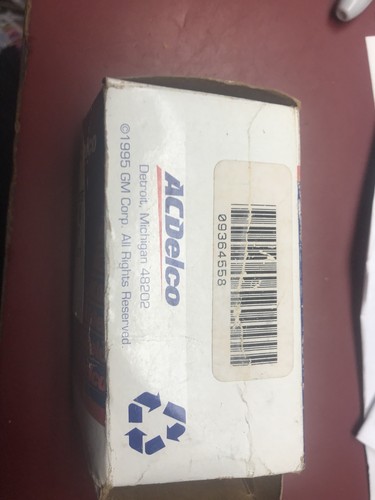 09364558
ACDelco
Detroit, Michigan 48202
©1995 GM Corp. All Rights Reserved